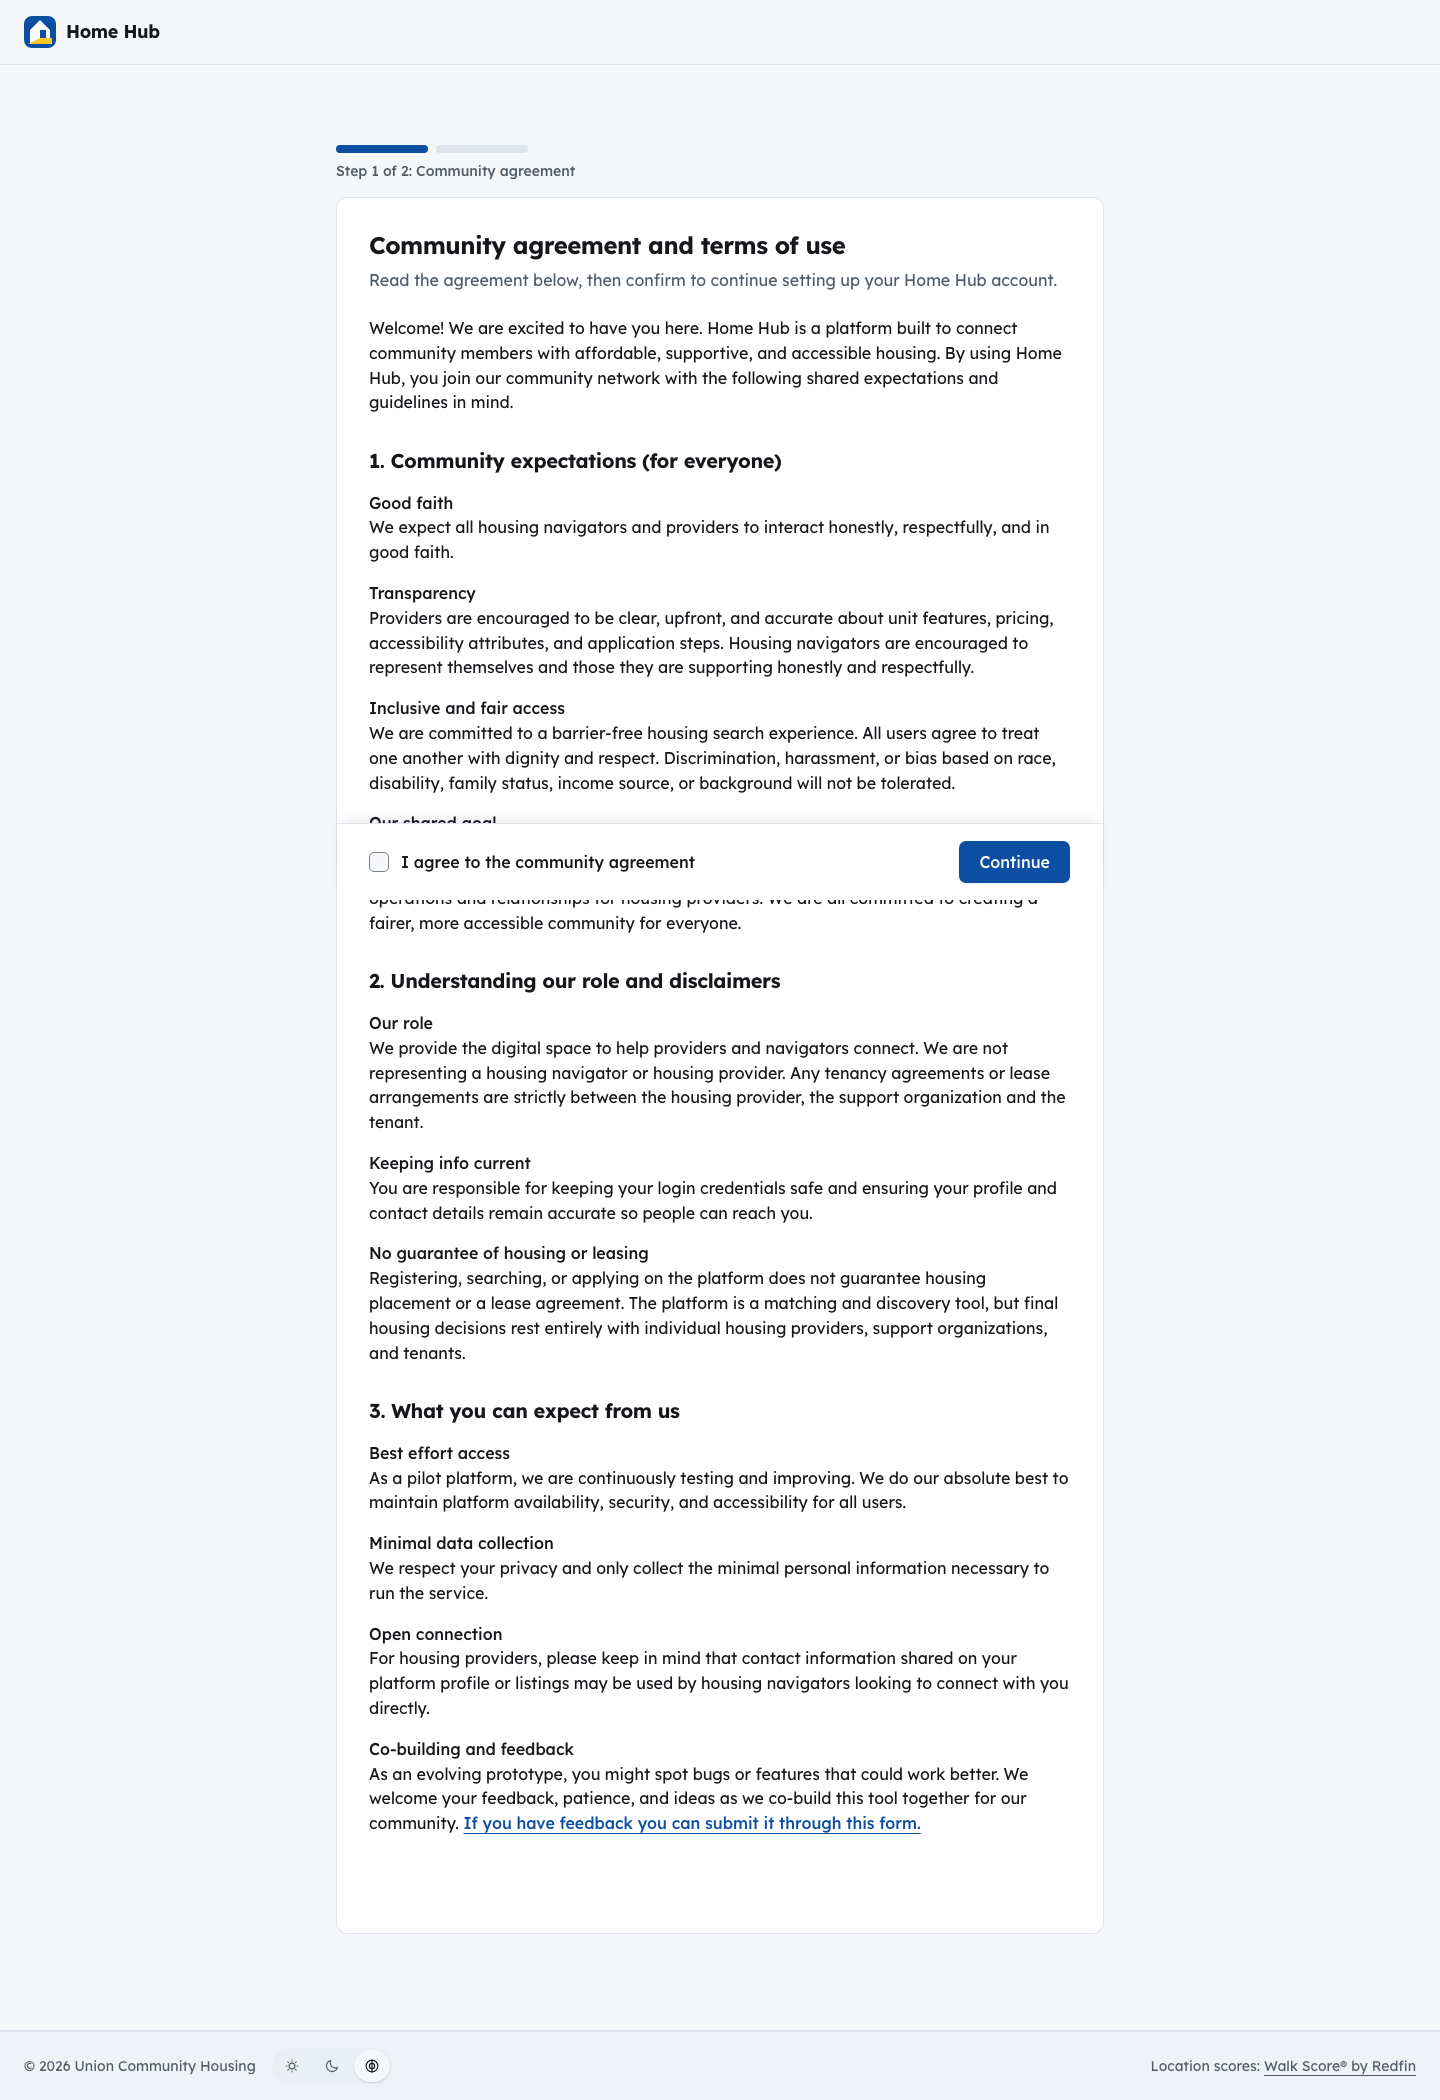 Home Hub
Step 1 of 2: Community agreement
Community agreement and terms of use
Read the agreement below, then confirm to continue setting up your Home Hub account.
Welcome! We are excited to have you here. Home Hub is a platform built to connect
community members with affordable, supportive, and accessible housing. By using Home
Hub, you join our community network with the following shared expectations and
guidelines in mind.
1. Community expectations (for everyone)
Good faith
We expect all housing navigators and providers to interact honestly, respectfully, and in
good faith.
Transparency
Providers are encouraged to be clear, upfront, and accurate about unit features, pricing,
accessibility attributes, and application steps. Housing navigators are encouraged to
represent themselves and those they are supporting honestly and respectfully.
Inclusive and fair access
We are committed to a barrier-free housing search experience. All users agree to treat
one another with dignity and respect. Discrimination, harassment, or bias based on race,
disability, family status, income source, or background will not be tolerated.
Our shared goal
I agree to the community agreement
Continue
operations and relationships for housing providers. We are all committed to creating a
fairer, more accessible community for everyone.
2. Understanding our role and disclaimers
Our role
We provide the digital space to help providers and navigators connect. We are not
representing a housing navigator or housing provider. Any tenancy agreements or lease
arrangements are strictly between the housing provider, the support organization and the
tenant.
Keeping info current
You are responsible for keeping your login credentials safe and ensuring your profile and
contact details remain accurate so people can reach you.
No guarantee of housing or leasing
Registering, searching, or applying on the platform does not guarantee housing
placement or a lease agreement. The platform is a matching and discovery tool, but final
housing decisions rest entirely with individual housing providers, support organizations,
and tenants.
3. What you can expect from us
Best effort access
As a pilot platform, we are continuously testing and improving. We do our absolute best to
maintain platform availability, security, and accessibility for all users.
Minimal data collection
We respect your privacy and only collect the minimal personal information necessary to
run the service.
Open connection
For housing providers, please keep in mind that contact information shared on your
platform profile or listings may be used by housing navigators looking to connect with you
directly.
Co-building and feedback
As an evolving prototype, you might spot bugs or features that could work better. We
welcome your feedback, patience, and ideas as we co-build this tool together for our
community. If you have feedback you can submit it through this form.
© 2026 Union Community Housing
Location scores: Walk Score® by Redfin